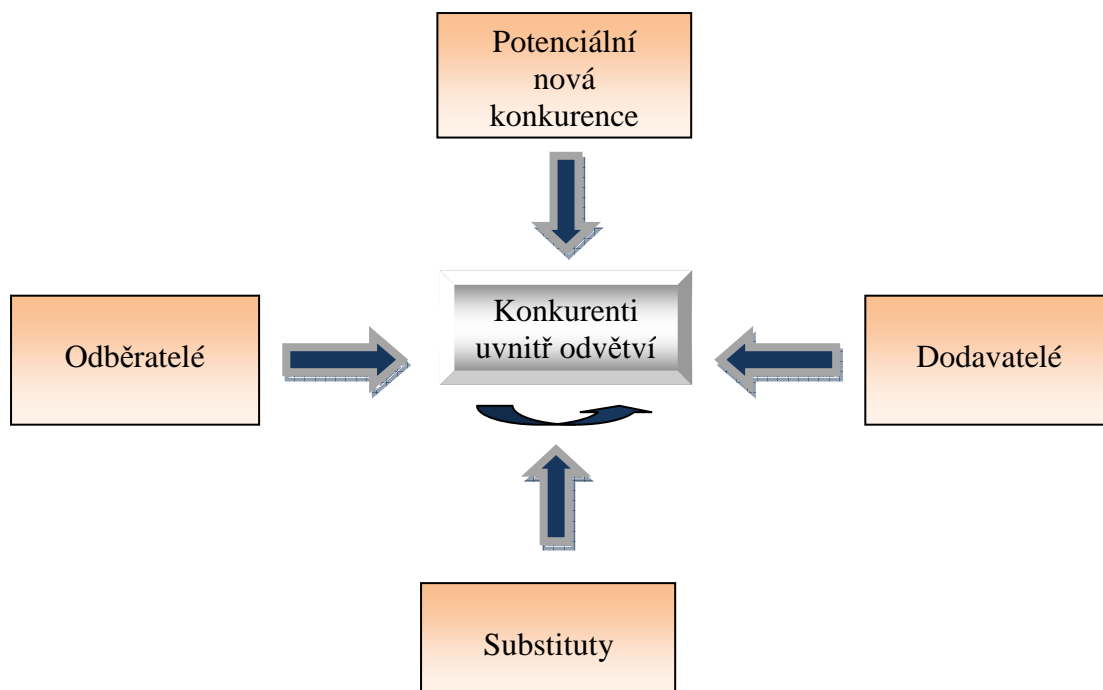 Potenciální
nová
konkurence
Konkurenti
uvnitř odvětví
Odběratelé
Dodavatelé
Substituty